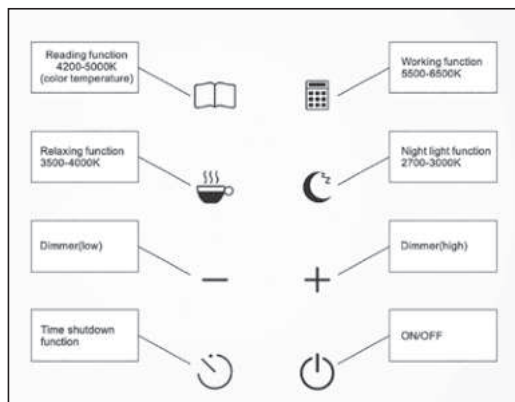 Reading function
4200-5000K
(color temperature)
Working function
5500-6500K
Relaxing function
3500-4000K
Night light function
2700-3000K
zz
Dimmer(low)
Dimmer(high)
Time shutdown
function
ON/OFF